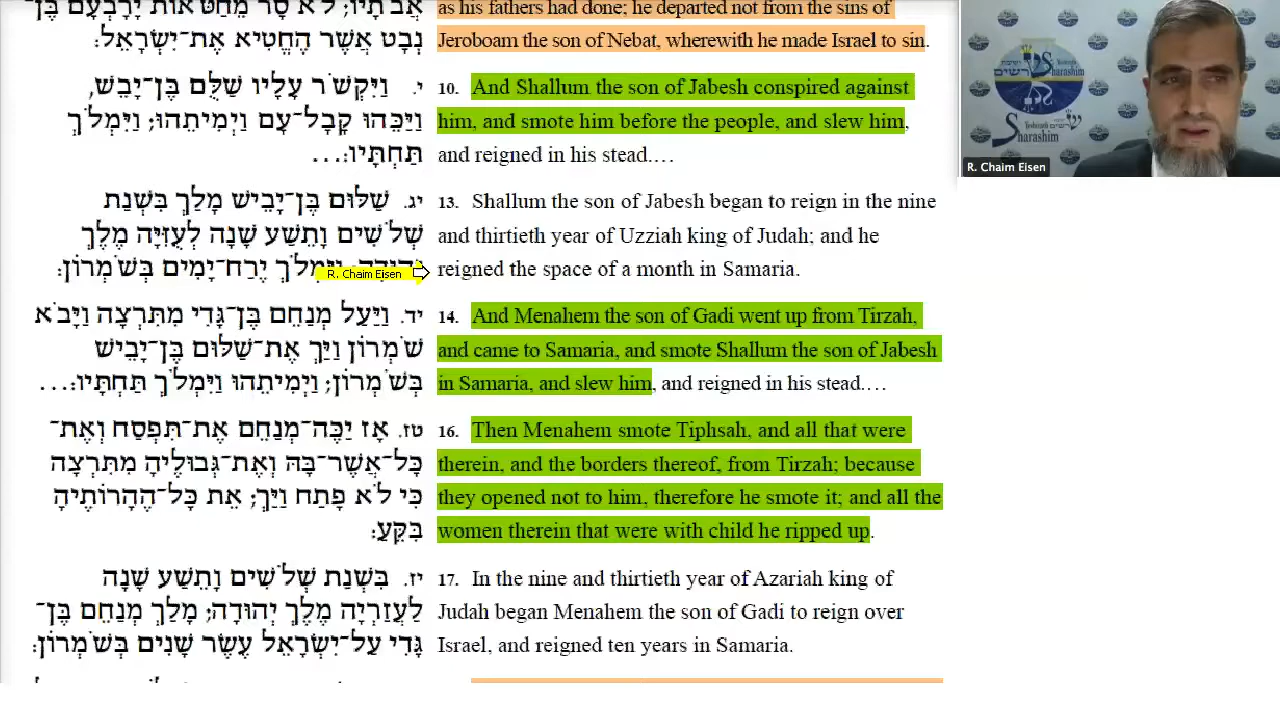 אֲבֹתָיו; לֹא סָר מֵחַטֹּאות יָרָבְעָם בֶּן־
נְבָט אֲשֶׁר הֶחֱטִיא אֶת־יִשְׂרָאֵל׃
as his fathers had done; he departed not from the sins of
Jeroboam the son of Nebat, wherewith he made Israel to sin.
י. וַיִּקְשֹׁר עָלָיו שַׁלֻּם בֶּן־יָבֵשׁ,
וַיַּכֵּהוּ קׇבׇל־עָם וַיְמִיתֵהוּ; וַיִּמְלֹךְ
תַּחְתָּיו׃...
10. And Shallum the son of Jabesh conspired against
him, and smote him before the people, and slew him,
and reigned in his stead.…
יג. שַׁלּוּם בֶּן־יָבֵישׁ מָלַךְ בִּשְׁנַת
שְׁלֹשִׁים וָתֵשַׁע שָׁנָה לְעֻזִּיָּה מֶלֶךְ
יֶרַח־יָמִים בְּשֹׁמְרוֹן׃
13. Shallum the son of Jabesh began to reign in the nine
and thirtieth year of Uzziah king of Judah; and he
reigned the space of a month in Samaria.
יד. וַיַּעַל מְנַחֵם בֶּן־גָּדִי מִתִּרְצָה וַיָּבֹא
שֹׁמְרוֹן וַיַּךְ אֶת־שַׁלּוּם בֶּן־יָבֵישׁ
בְּשֹׁמְרוֹן; וַיְמִיתֵהוּ וַיִּמְלֹךְ תַּחְתָּיו׃...
14. And Menahem the son of Gadi went up from Tirzah,
and came to Samaria, and smote Shallum the son of Jabesh
in Samaria, and slew him, and reigned in his stead.…
טז. אָז יַכֶּה־מְנַחֵם אֶת־תִּפְסַח וְאֶת־
כׇּל־אֲשֶׁר־בָּהּ וְאֶת־גְּבוּלֶיהָ מִתִּרְצָה
כִּי לֹא פָתַח וַיַּךְ; אֵת כׇּל־הֶהָרוֹתֶיהָ
בִּקֵּעַ׃
16. Then Menahem smote Tiphsah, and all that were
therein, and the borders thereof, from Tirzah; because
they opened not to him, therefore he smote it; and all the
women therein that were with child he ripped up.
יז. בִּשְׁנַת שְׁלֹשִׁים וָתֵשַׁע שָׁנָה
לַעֲזַרְיָה מֶלֶךְ יְהוּדָה; מָלַךְ מְנַחֵם בֶּן־
גָּדִי עַל־יִשְׂרָאֵל עֶשֶׂר שָׁנִים בְּשֹׁמְרוֹן׃
17. In the nine and thirtieth year of Azariah king of
Judah began Menahem the son of Gadi to reign over
Israel, and reigned ten years in Samaria.
R. Chaim Eisen
שרשים
Sharashim
Yeshivath
Sharashim
R. Chaim Eisen